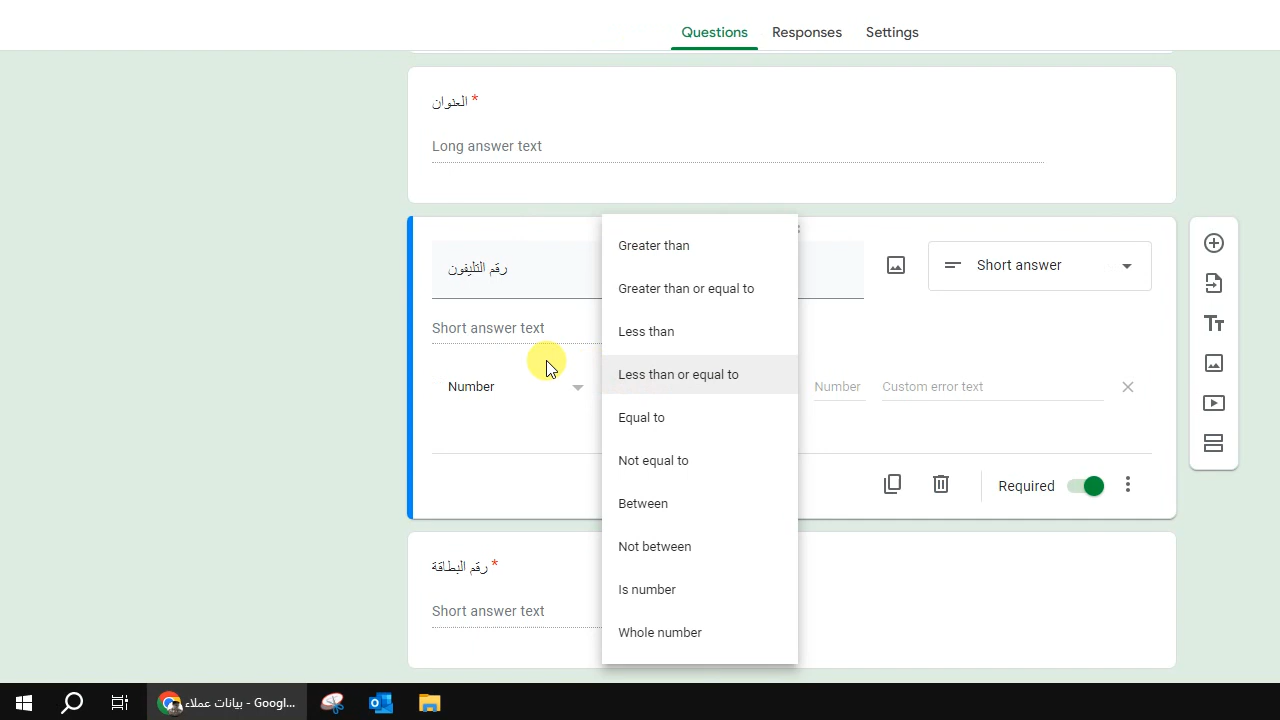 Questions
Responses
Settings
العنوان *
Long answer text
رقم التليفون
Short answer
Short answer text
Number
Greater than
Greater than or equal to
Less than
Less than or equal to
Equal to
Not equal to
Between
Not between
Is number
Whole number
Number
Custom error text
Required
رقم البطاقة *
Short answer text
بيانات عملاء - Googl...